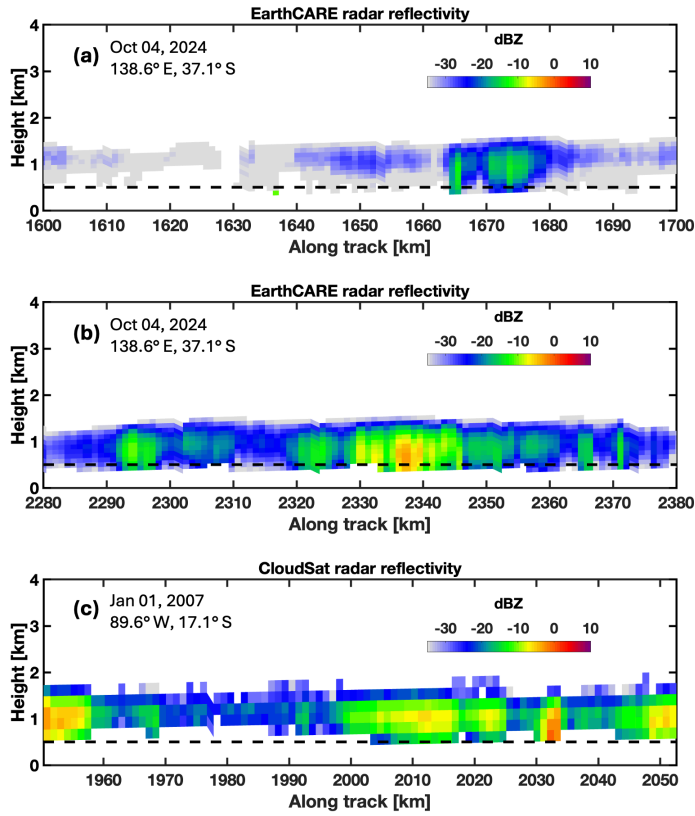 EarthCARE radar reflectivity
(a)
Oct 04, 2024
138.6° E, 37.1° S
dBZ
-30 -20 -10 0 10
4
3
2
1
0
Height [km]
1600 1610 1620 1630 1640 1650 1660 1670 1680 1690 1700
Along track [km]
EarthCARE radar reflectivity
(b)
Oct 04, 2024
138.6° E, 37.1° S
dBZ
-30 -20 -10 0 10
4
3
2
1
0
Height [km]
2280 2290 2300 2310 2320 2330 2340 2350 2360 2370 2380
Along track [km]
CloudSat radar reflectivity
(c)
Jan 01, 2007
89.6° W, 17.1° S
dBZ
-30 -20 -10 0 10
4
3
2
1
0
Height [km]
1960 1970 1980 1990 2000 2010 2020 2030 2040 2050
Along track [km]